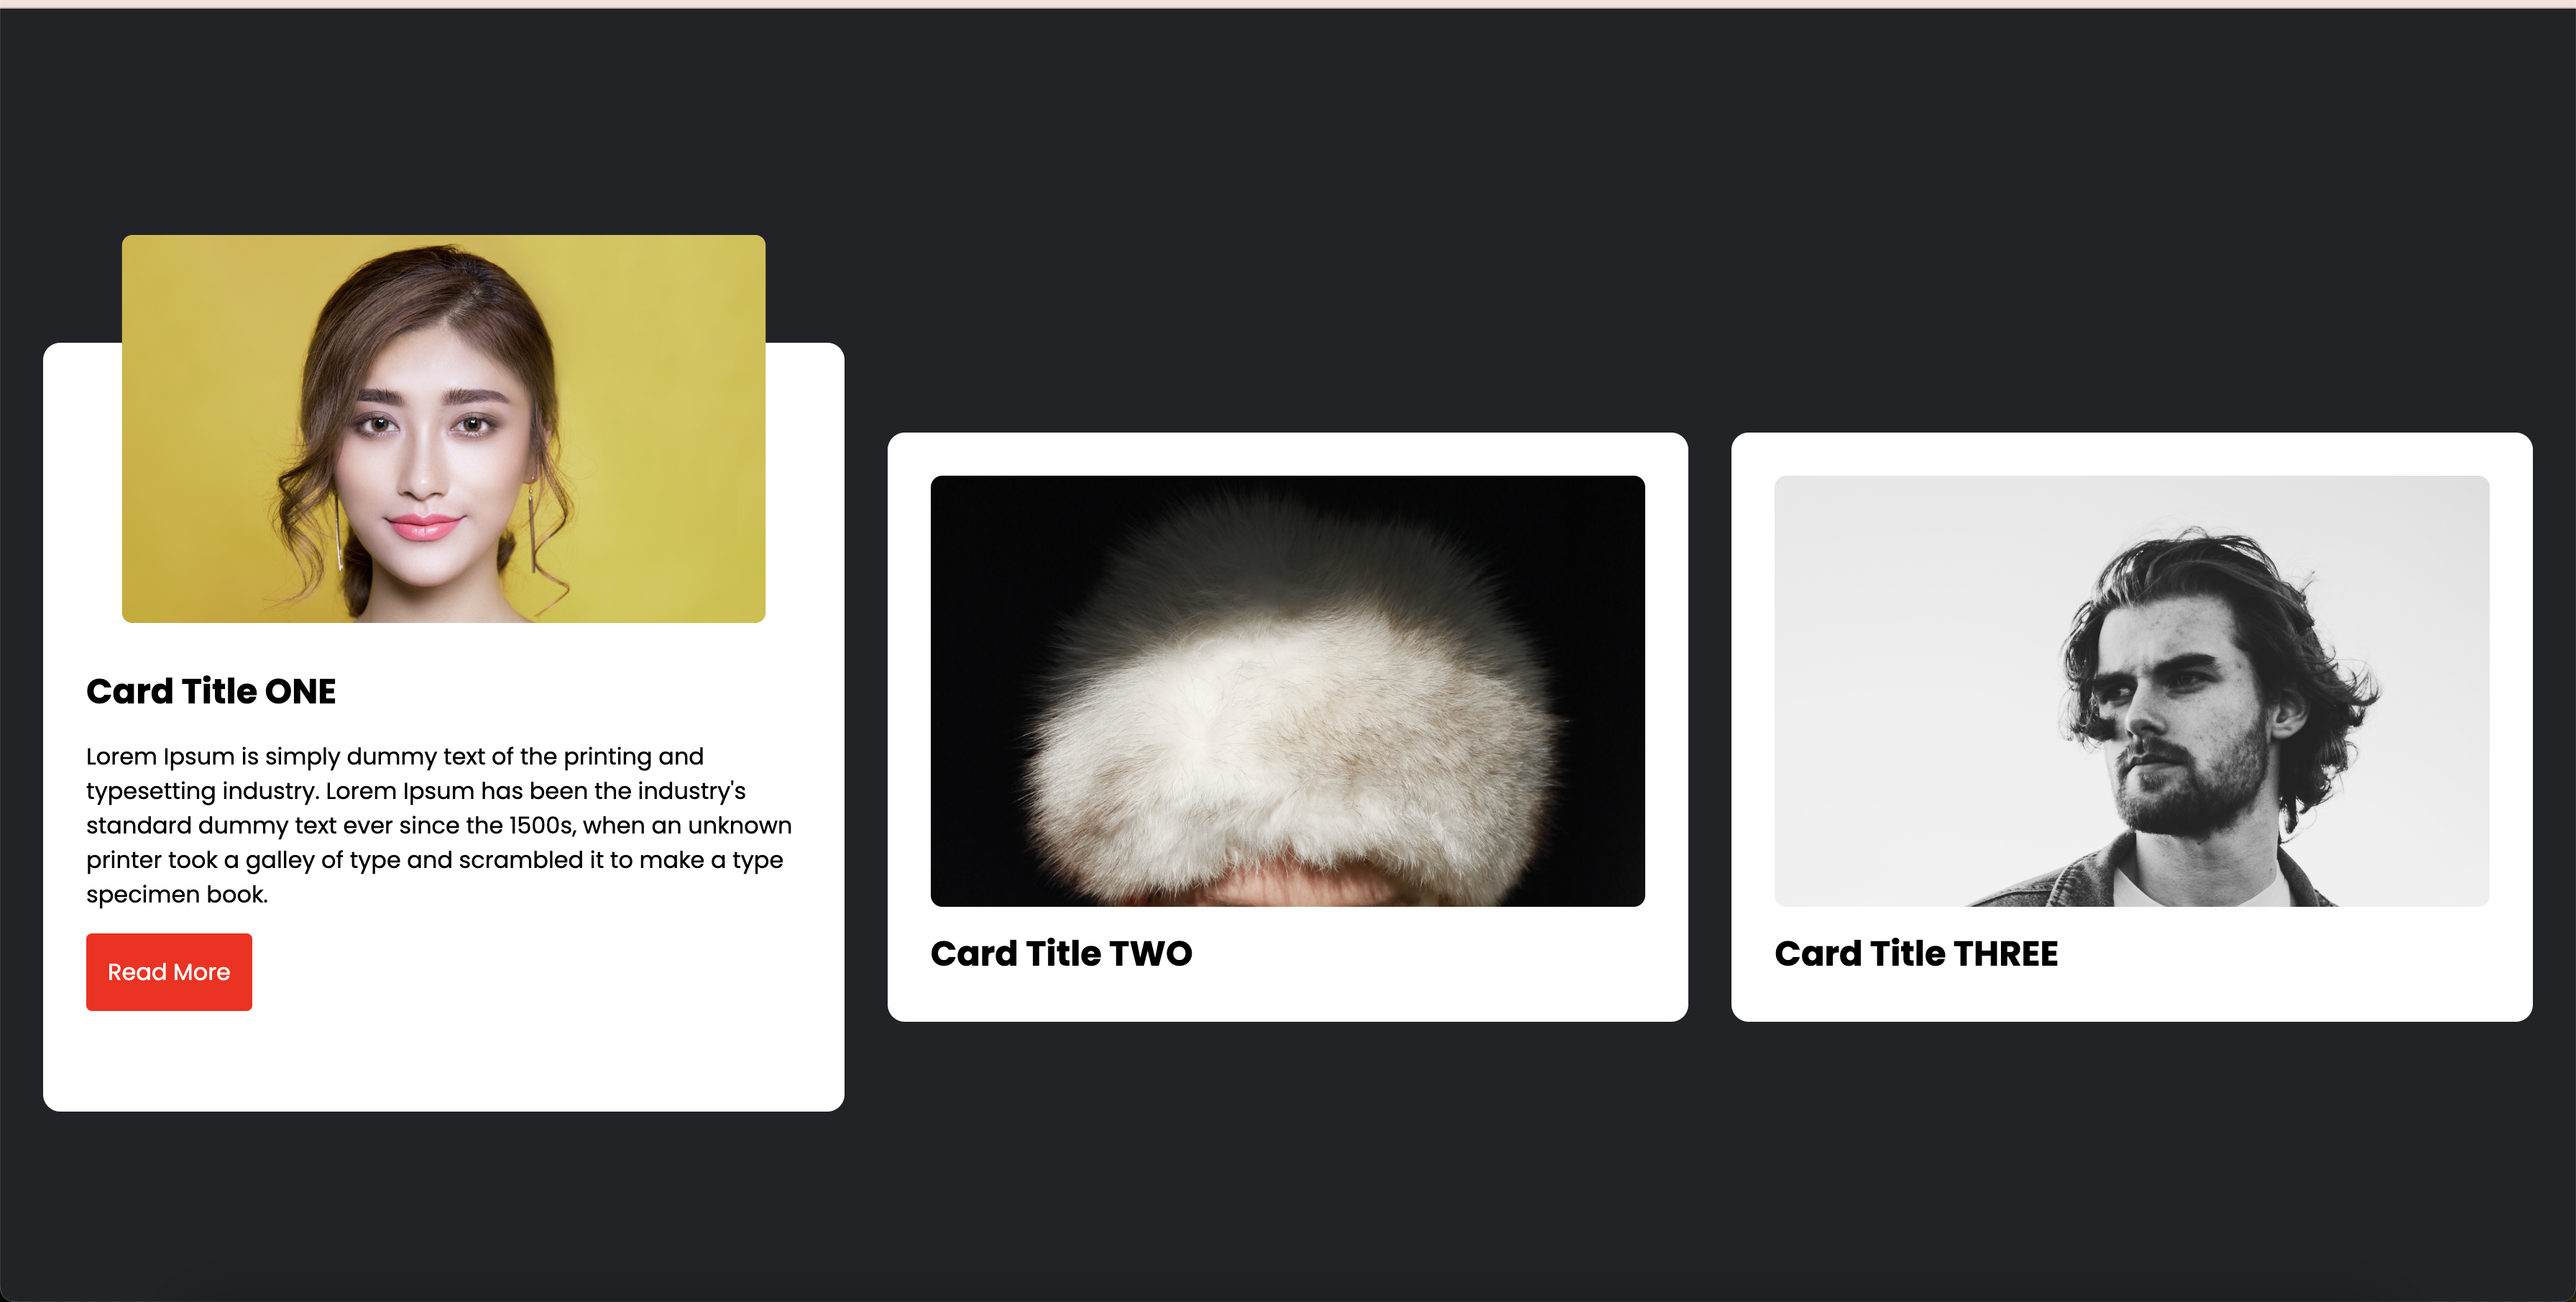 Card Title ONE
Lorem Ipsum is simply dummy text of the printing and
typesetting industry. Lorem Ipsum has been the industry's
standard dummy text ever since the 1500s, when an unknown
printer took a galley of type and scrambled it to make a type
specimen book.
Read More
Card Title TWO
Card Title THREE